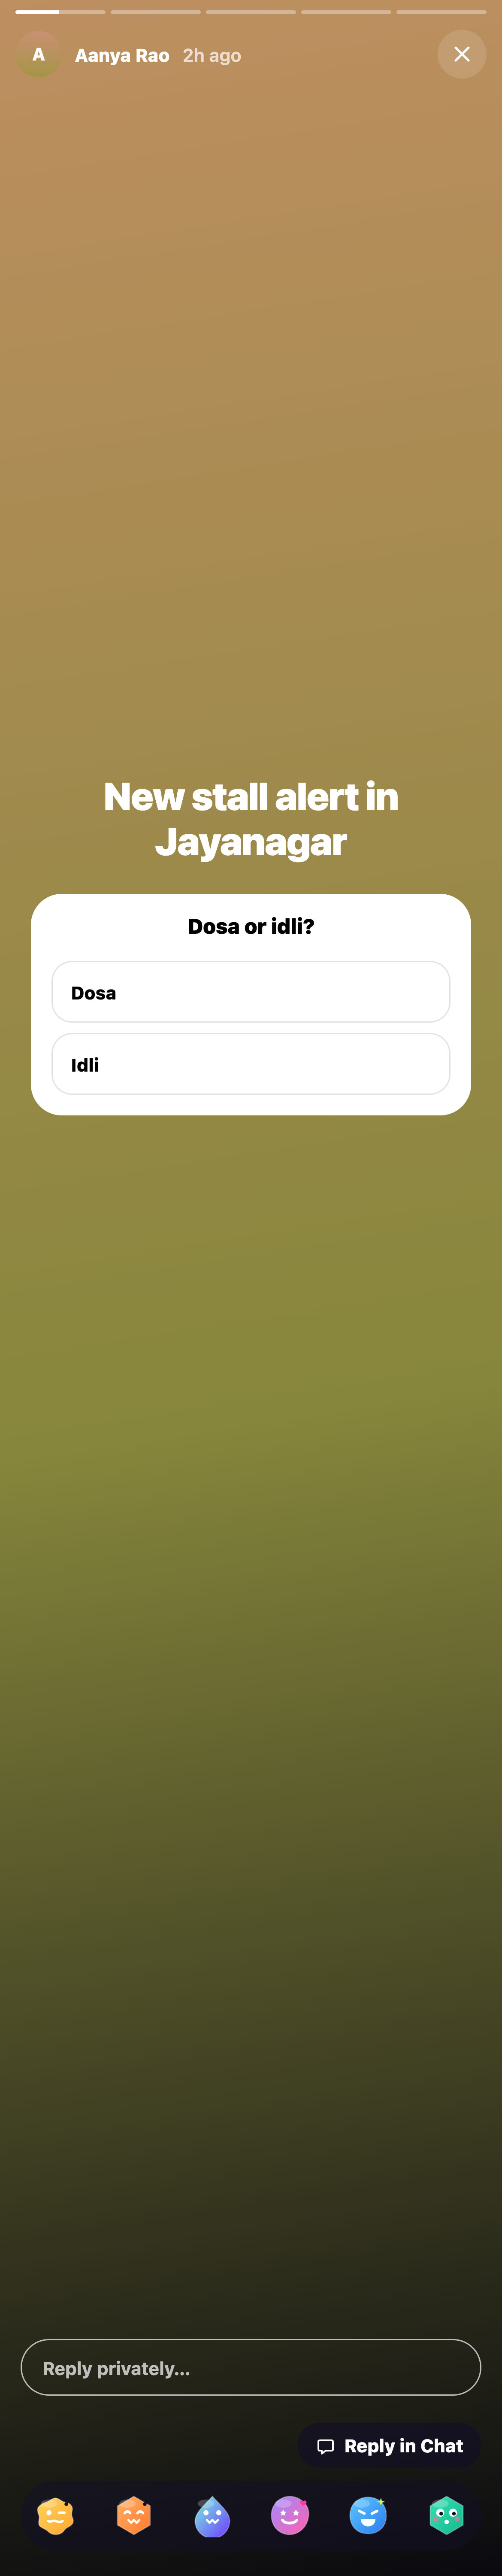 A
Aanya Rao 2h ago
New stall alert in
Jayanagar
Dosa or idli?
Dosa
Idli
Reply privately...
Reply in Chat